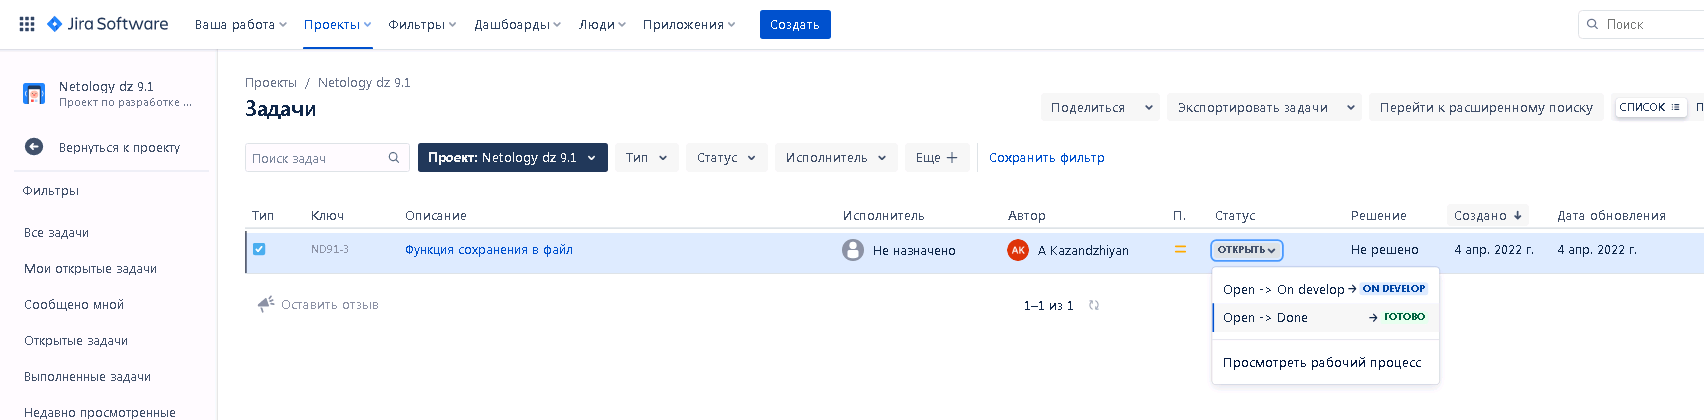 Jira Software Ваша работа Проекты Фильтры Дашборды Люди Приложения Создать Поиск
Netology dz 9.1
Проект по разработке ...
Вернуться к проекту
Фильтры
Все задачи
Мои открытые задачи
Сообщено мной
Открытые задачи
Выполненные задачи
Недавно просмотренные
Проекты / Netology dz 9.1
Задачи
Поделиться Экспортировать задачи Перейти к расширенному поиску СПИСОК П
Поиск задач Проект: Netology dz 9.1 Тип Статус Исполнитель Еще + Сохранить фильтр
Тип Ключ Описание Исполнитель Автор П. Статус Решение Создано ↓ Дата обновления
ND91-3 Функция сохранения в файл Не назначено AK A Kazandzhiyan ОТКРЫТЬ Не решено 4 апр. 2022 г. 4 апр. 2022 г.
Open -> On develop → ON DEVELOP
Open -> Done → ГОТОВО
Просмотреть рабочий процесс
Оставить отзыв 1–1 из 1